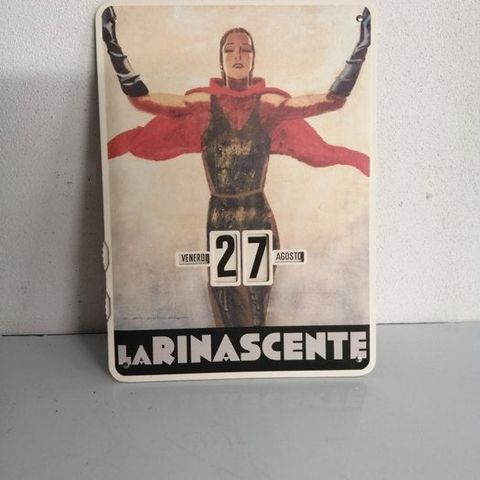 VENERDI 27 AGOSTO
LA RINASCENTE